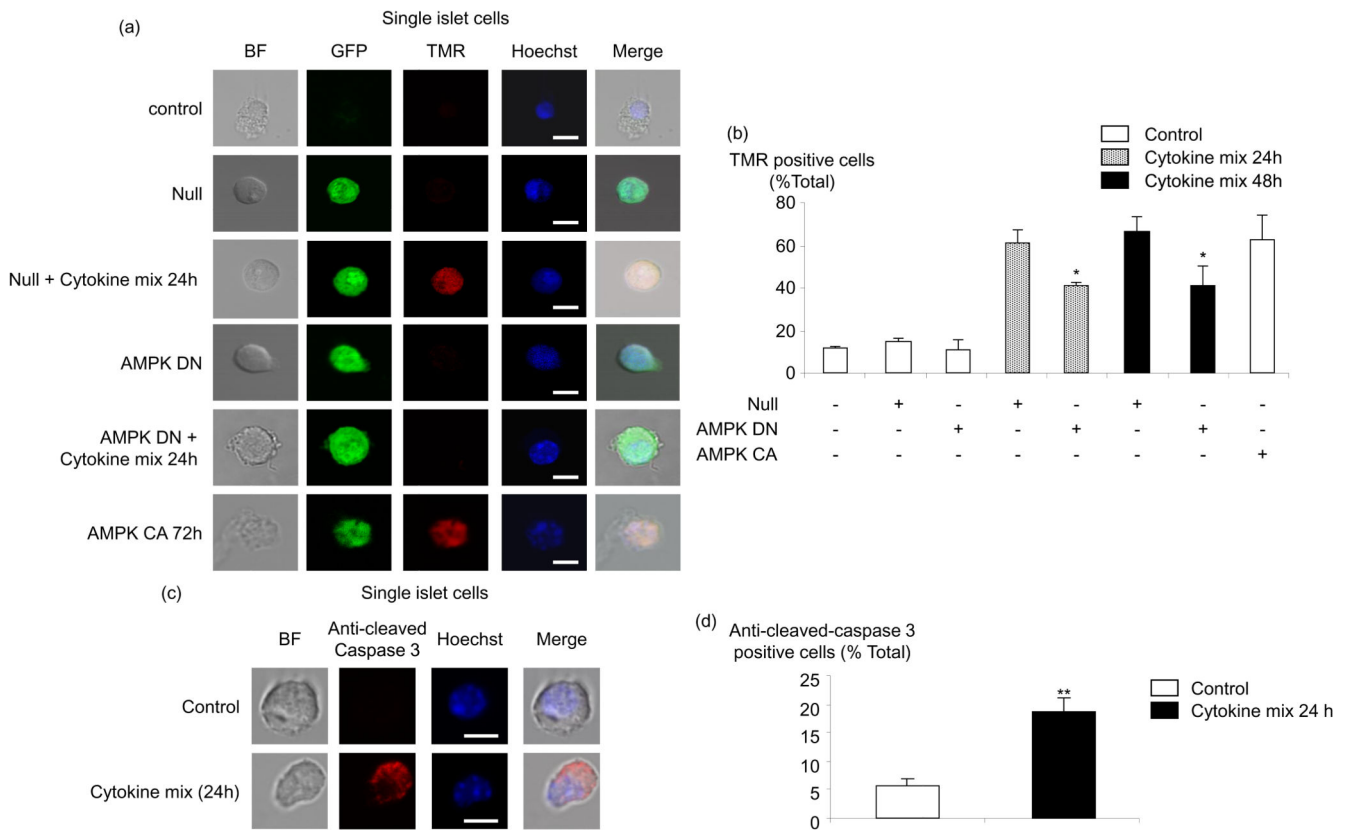 (a)
Single islet cells
BF GFP TMR Hoechst Merge
control
Null
Null + Cytokine mix 24h
AMPK DN
AMPK DN +
Cytokine mix 24h
AMPK CA 72h
(b)
TMR positive cells
(%Total)
Control
Cytokine mix 24h
Cytokine mix 48h
80
60
40
20
0
* *
Null - + - + - + - -
AMPK DN - - + - + - + -
AMPK CA - - - - - - - +
(c)
Single islet cells
BF Anti-cleaved Caspase 3 Hoechst Merge
Control
Cytokine mix (24h)
(d)
Anti-cleaved-caspase 3
positive cells (% Total)
25
20
15
10
5
0
**
Control
Cytokine mix 24 h